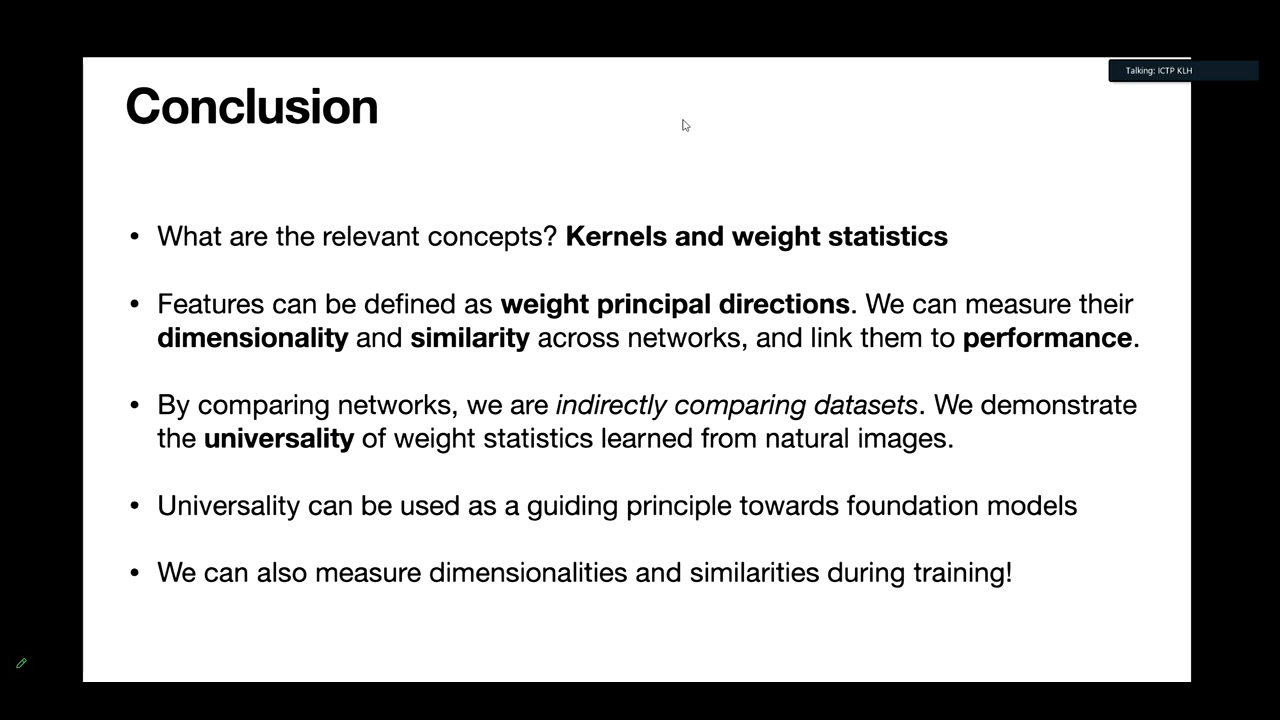 Talking: ICTP KLH
Conclusion
• What are the relevant concepts? Kernels and weight statistics
• Features can be defined as weight principal directions. We can measure their
dimensionality and similarity across networks, and link them to performance.
• By comparing networks, we are indirectly comparing datasets. We demonstrate
the universality of weight statistics learned from natural images.
• Universality can be used as a guiding principle towards foundation models
• We can also measure dimensionalities and similarities during training!